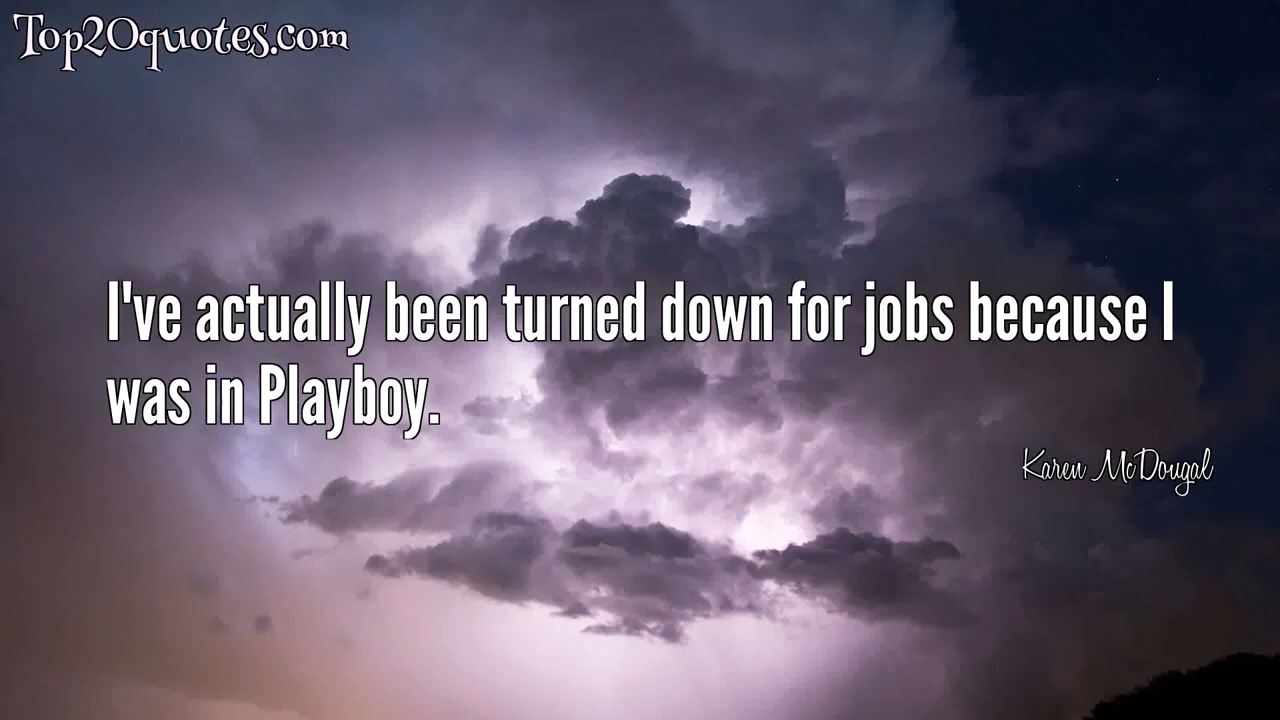 Top20quotes.com
I've actually been turned down for jobs because I
was in Playboy.
Karen McDougal